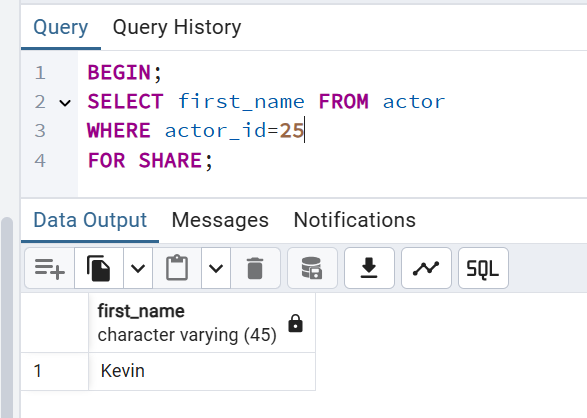 Query Query History
1 BEGIN;
2 SELECT first_name FROM actor
3 WHERE actor_id=25
4 FOR SHARE;
Data Output Messages Notifications
SQL
first_name
character varying (45)
1 Kevin